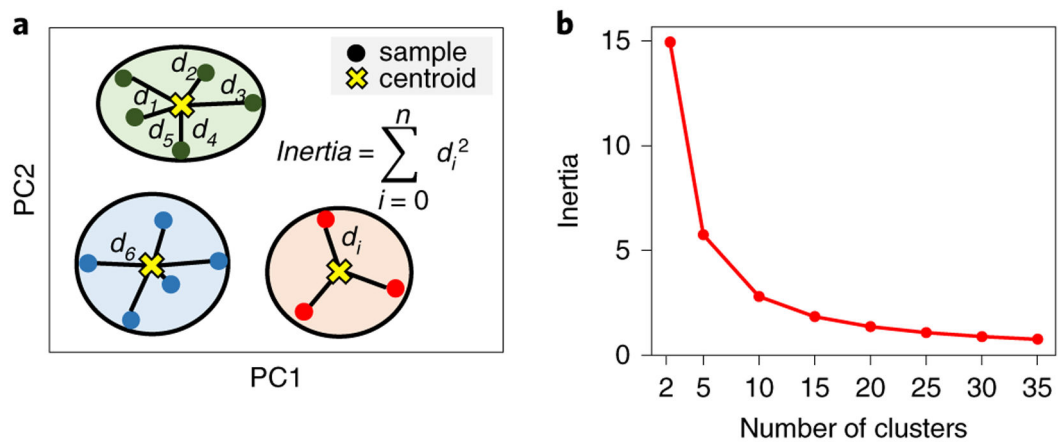 a
sample
centroid
d₂
d₃
d₁
d₅ d₄
n
Inertia = ∑ dᵢ²
i = 0
d₆
dᵢ
PC2
PC1
b
15
10
5
0
Inertia
2 5 10 15 20 25 30 35
Number of clusters